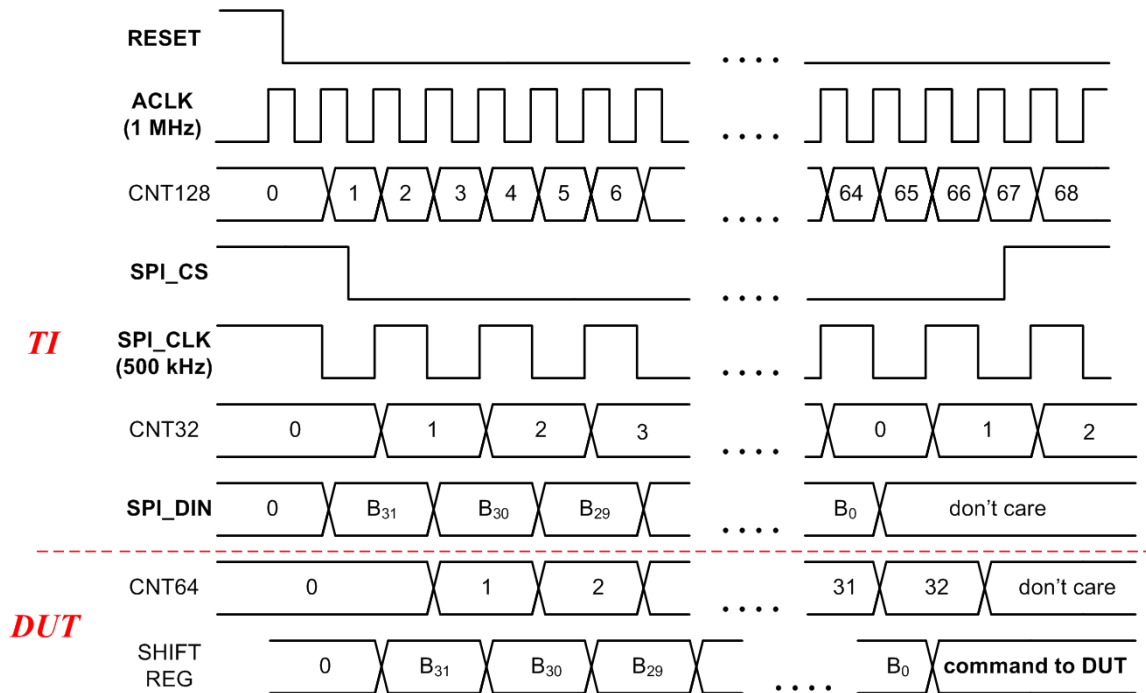 RESET
. . . .
ACLK
(1 MHz)
. . . .
CNT128 0 1 2 3 4 5 6 . . . . 64 65 66 67 68
SPI_CS
. . . .
TI
SPI_CLK
(500 kHz)
. . . .
CNT32 0 1 2 3 . . . . 0 1 2
SPI_DIN 0 B₃₁ B₃₀ B₂₉ . . . . B₀ don't care
CNT64 0 1 2 . . . . 31 32 don't care
DUT
SHIFT
REG
0 B₃₁ B₃₀ B₂₉ . . . . B₀ command to DUT